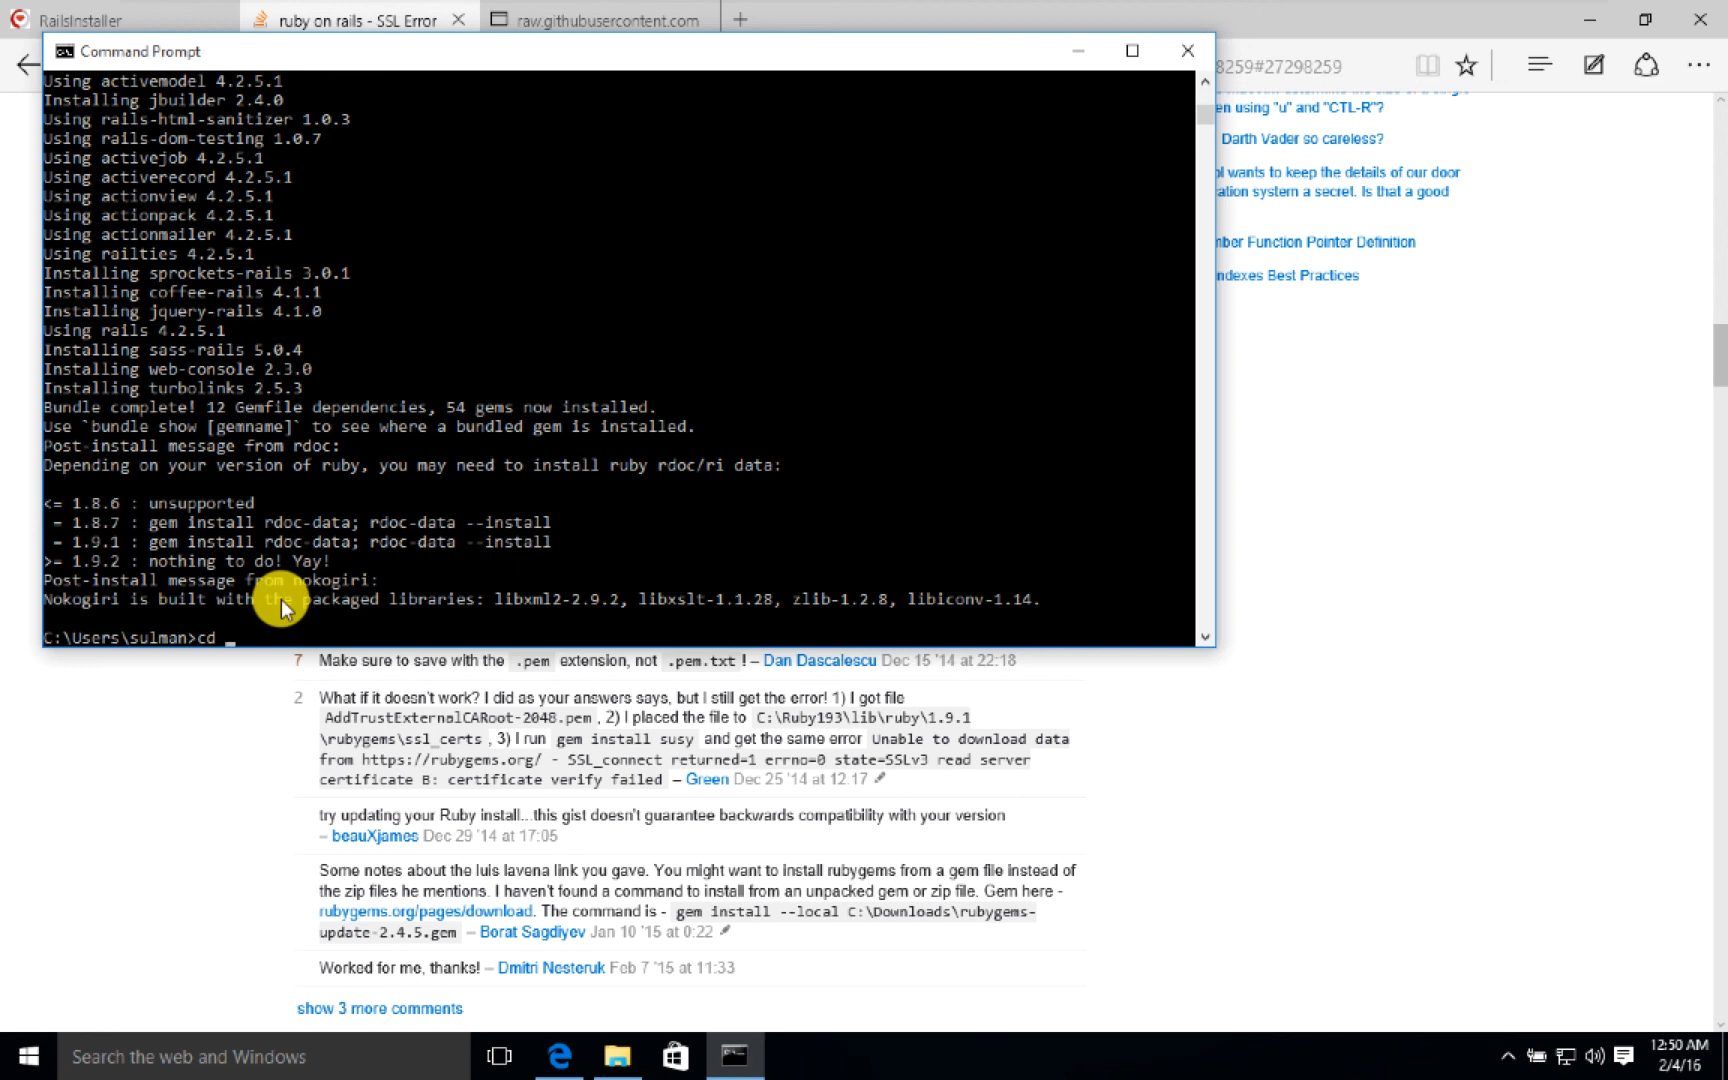 RailsInstaller
ruby on rails - SSL Error
raw.githubusercontent.com
Command Prompt
8259#27298259
Using activemodel 4.2.5.1
Installing jbuilder 2.4.0
Using rails-html-sanitizer 1.0.3
Using rails-dom-testing 1.0.7
Using activejob 4.2.5.1
Using activerecord 4.2.5.1
Using actionview 4.2.5.1
Using actionpack 4.2.5.1
Using actionmailer 4.2.5.1
Using railties 4.2.5.1
Installing sprockets-rails 3.0.1
Installing coffee-rails 4.1.1
Installing jquery-rails 4.1.0
Using rails 4.2.5.1
Installing sass-rails 5.0.4
Installing web-console 2.3.0
Installing turbolinks 2.5.3
Bundle complete! 12 Gemfile dependencies, 54 gems now installed.
Use `bundle show [gemname]` to see where a bundled gem is installed.
Post-install message from rdoc:
Depending on your version of ruby, you may need to install ruby rdoc/ri data:
<= 1.8.6 : unsupported
= 1.8.7 : gem install rdoc-data; rdoc-data --install
= 1.9.1 : gem install rdoc-data; rdoc-data --install
>= 1.9.2 : nothing to do! Yay!
Post-install message from nokogiri:
Nokogiri is built with the packaged libraries: libxml2-2.9.2, libxslt-1.1.28, zlib-1.2.8, libiconv-1.14.
C:\Users\sulman>cd _
en using "u" and "CTL-R"?
Darth Vader so careless?
ol wants to keep the details of our door
ation system a secret. Is that a good
mber Function Pointer Definition
ndexes Best Practices
7 Make sure to save with the .pem extension, not .pem.txt ! – Dan Dascalescu Dec 15 '14 at 22:18
2 What if it doesn't work? I did as your answers says, but I still get the error! 1) I got file
AddTrustExternalCARoot-2048.pem , 2) I placed the file to C:\Ruby193\lib\ruby\1.9.1
\rubygems\ssl_certs , 3) I run gem install susy and get the same error Unable to download data
from https://rubygems.org/ - SSL_connect returned=1 errno=0 state=SSLv3 read server
certificate B: certificate verify failed – Green Dec 25 '14 at 12:17
try updating your Ruby install...this gist doesn't guarantee backwards compatibility with your version
– beauXjames Dec 29 '14 at 17:05
Some notes about the luis lavena link you gave. You might want to install rubygems from a gem file instead of
the zip files he mentions. I haven't found a command to install from an unpacked gem or zip file. Gem here -
rubygems.org/pages/download. The command is - gem install --local C:\Downloads\rubygems-
update-2.4.5.gem – Borat Sagdiyev Jan 10 '15 at 0:22
Worked for me, thanks! – Dmitri Nesteruk Feb 7 '15 at 11:33
show 3 more comments
Search the web and Windows
12:50 AM
2/4/16